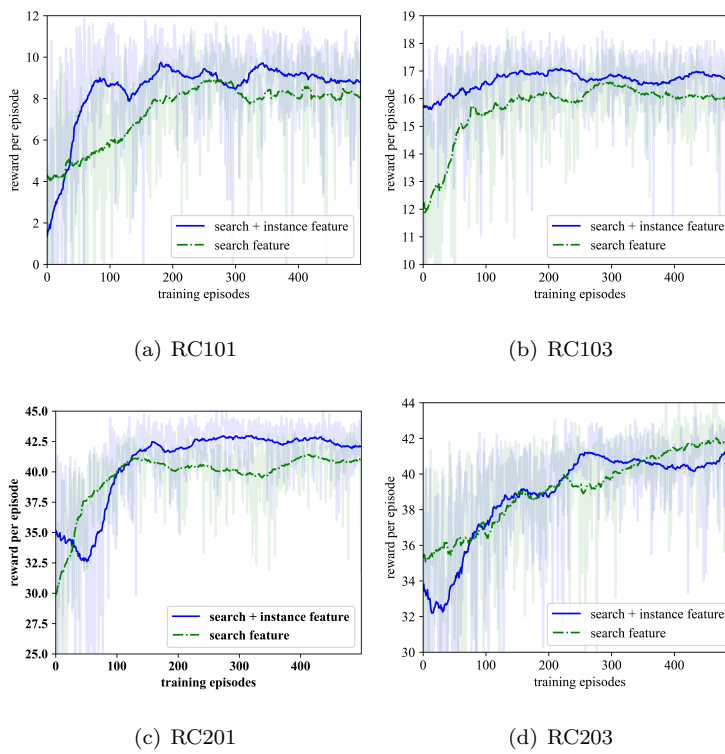 12
10
8
6
4
2
0
reward per episode
0 100 200 300 400
training episodes
search + instance feature
search feature
(a) RC101
19
18
17
16
15
14
13
12
11
10
reward per episode
0 100 200 300 400
training episodes
search + instance feature
search feature
(b) RC103
45.0
42.5
40.0
37.5
35.0
32.5
30.0
27.5
25.0
reward per episode
0 100 200 300 400
training episodes
search + instance feature
search feature
(c) RC201
44
42
40
38
36
34
32
30
reward per episode
0 100 200 300 400
training episodes
search + instance feature
search feature
(d) RC203